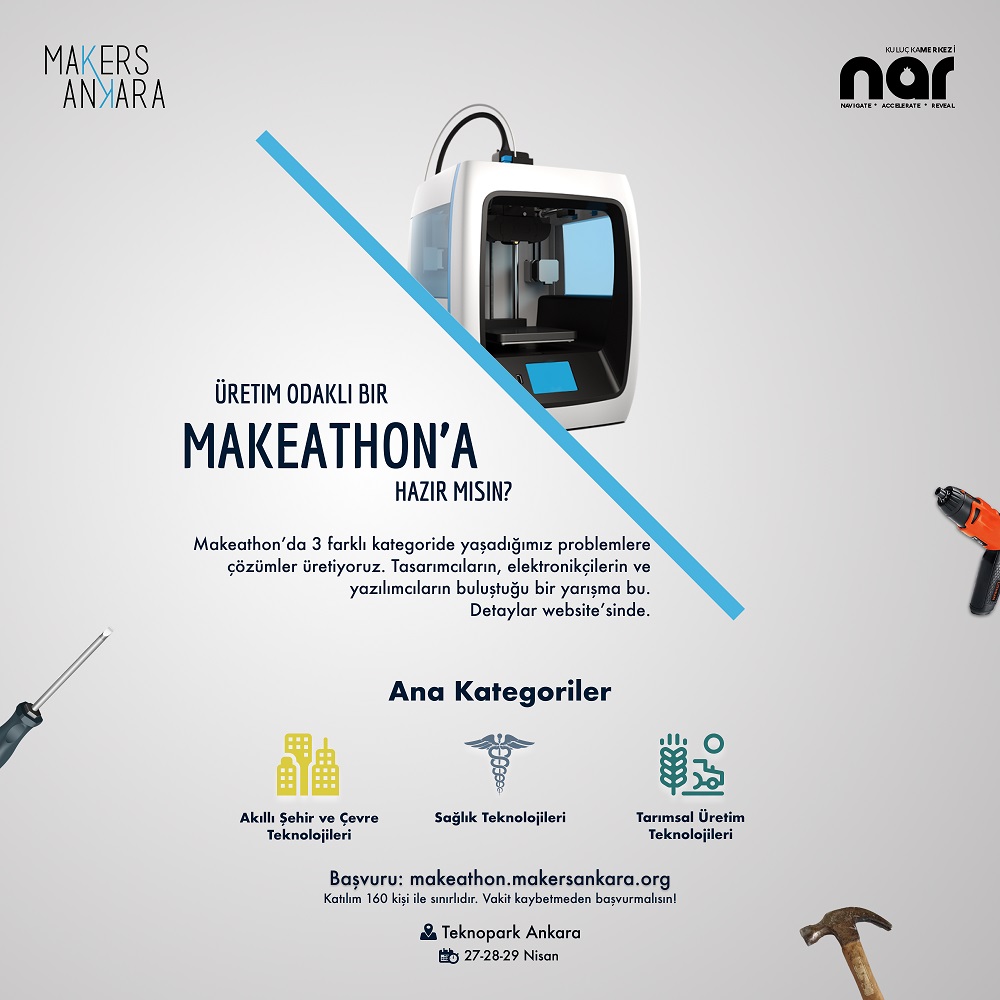 MAKERS
ANKARA
KULUÇKAMERKEZİ
nar
NAVIGATE * ACCELERATE * REVEAL
ÜRETIM ODAKLI BIR
MAKEATHON’A
HAZIR MISIN?
Makeathon’da 3 farklı kategoride yaşadığımız problemlere
çözümler üretiyoruz. Tasarımcıların, elektronikçilerin ve
yazılımcıların buluştuğu bir yarışma bu.
Detaylar website’sinde.
Ana Kategoriler
Akıllı Şehir ve Çevre
Teknolojileri
Sağlık Teknolojileri
Tarımsal Üretim
Teknolojileri
Başvuru: makeathon.makersankara.org
Katılım 160 kişi ile sınırlıdır. Vakit kaybetmeden başvurmalısın!
Teknopark Ankara
27-28-29 Nisan